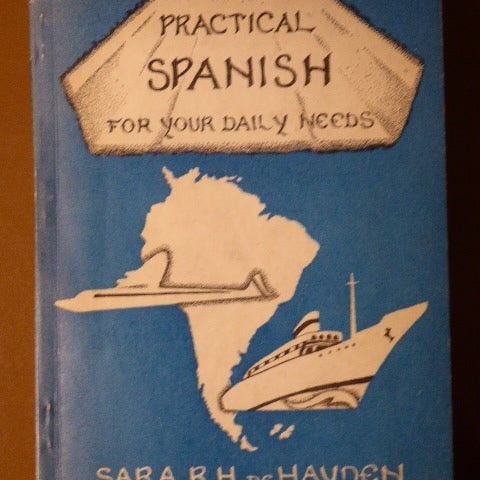 PRACTICAL
SPANISH
FOR YOUR DAILY NEEDS
SARA R.H. DE HAYDEN